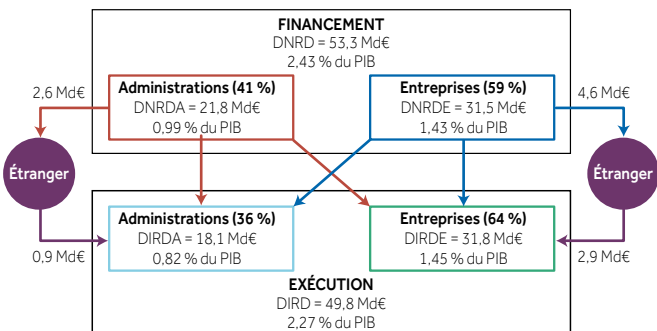 FINANCEMENT
DNRD = 53,3 Md€
2,43 % du PIB
2,6 Md€
Administrations (41 %)
DNRDA = 21,8 Md€
0,99 % du PIB
Entreprises (59 %)
DNRDE = 31,5 Md€
1,43 % du PIB
4,6 Md€
Étranger
Étranger
Administrations (36 %)
DIRDA = 18,1 Md€
0,82 % du PIB
Entreprises (64 %)
DIRDE = 31,8 Md€
1,45 % du PIB
0,9 Md€
2,9 Md€
EXÉCUTION
DIRD = 49,8 Md€
2,27 % du PIB